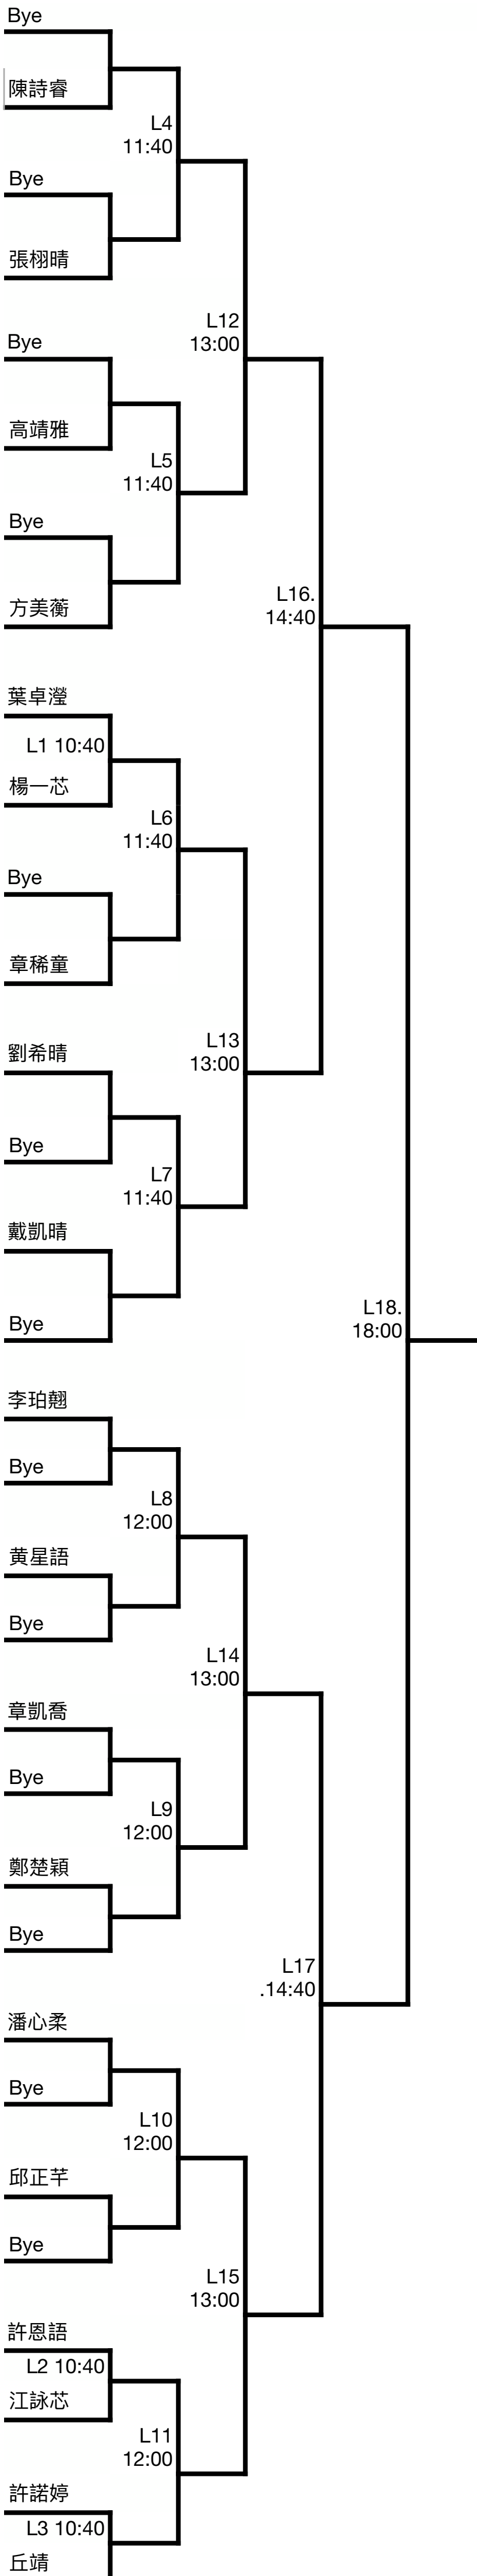 Bye
陳詩睿
L4
11:40
Bye
張栩晴
L12
13:00
Bye
高靖雅
L5
11:40
Bye
方美蘅
L16.
14:40
葉卓瀅
L1 10:40
楊一芯
L6
11:40
Bye
章稀童
L13
13:00
劉希晴
Bye
L7
11:40
戴凱晴
Bye
L18.
18:00
李珀翹
Bye
L8
12:00
黄星語
Bye
L14
13:00
章凱喬
Bye
L9
12:00
鄭楚穎
Bye
L17
.14:40
潘心柔
Bye
L10
12:00
邱正芊
Bye
L15
13:00
許恩語
L2 10:40
江詠芯
L11
12:00
許諾婷
L3 10:40
丘靖